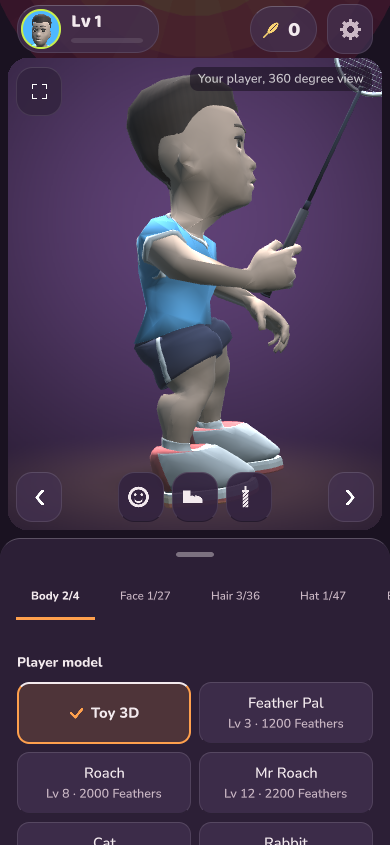 Lv 1
0
Your player, 360 degree view
Body 2/4
Face 1/27
Hair 3/36
Hat 1/47
Player model
Toy 3D
Feather Pal
Lv 3 · 1200 Feathers
Roach
Lv 8 · 2000 Feathers
Mr Roach
Lv 12 · 2200 Feathers
Cat
Rabbit